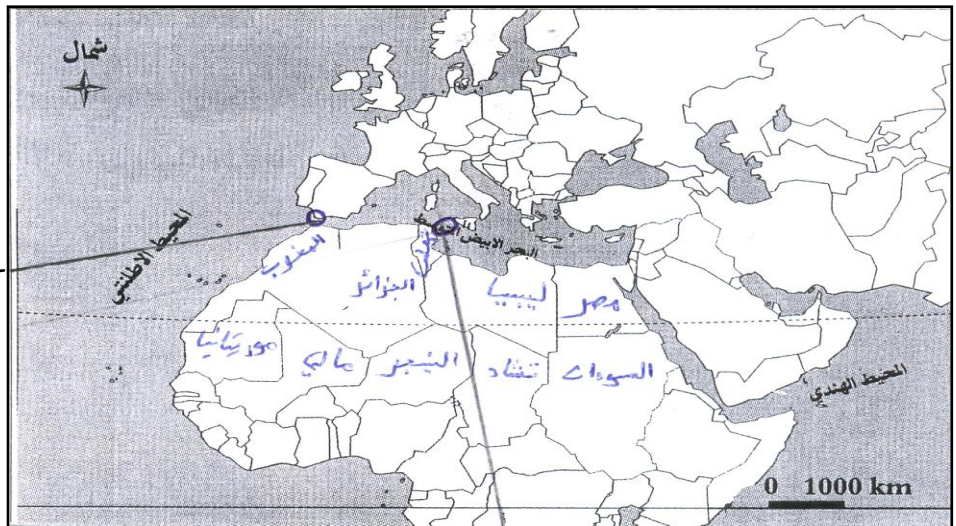 شمال
المحيط الاطلنتي
البحر الابيض
المغرب
تونس
الجزائر
ليبيا
مصر
موريتانيا
مالي
النيجر
تشاد
السودان
المحيط الهندي
0 1000 km